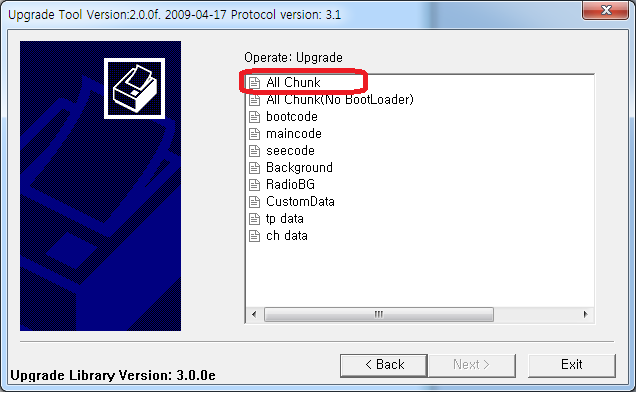 Upgrade Tool Version:2.0.0f. 2009-04-17 Protocol version: 3.1
Operate: Upgrade
All Chunk
All Chunk(No BootLoader)
bootcode
maincode
seecode
Background
RadioBG
CustomData
tp data
ch data
< Back
Next >
Exit
Upgrade Library Version: 3.0.0e